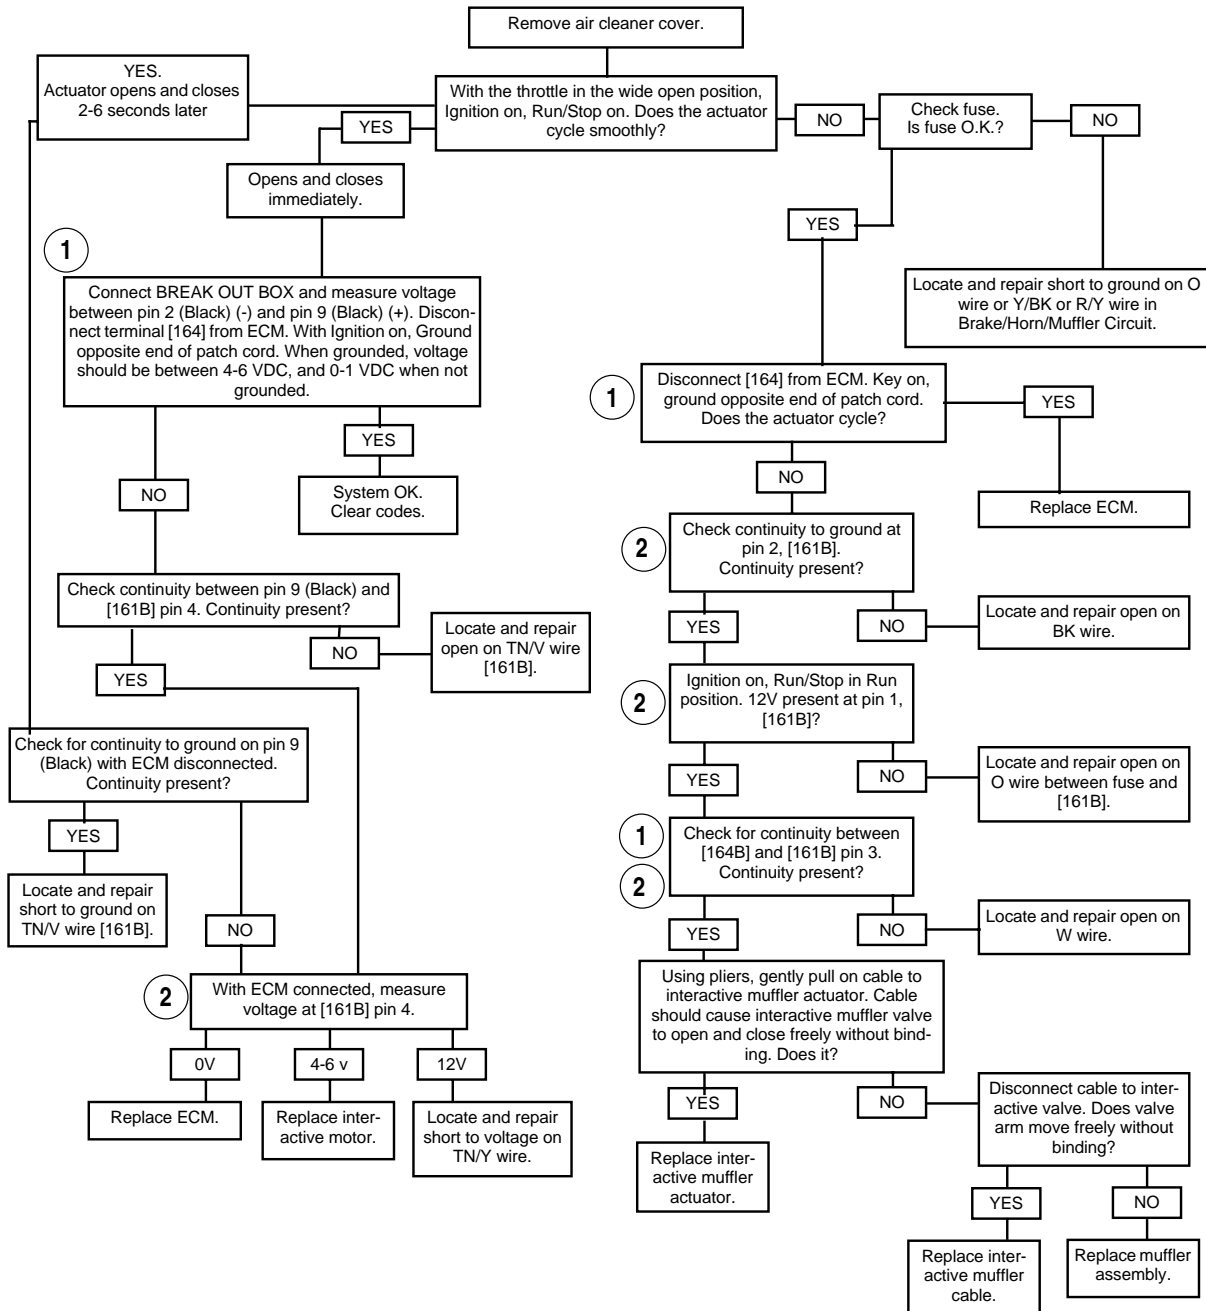 Remove air cleaner cover.
YES.
Actuator opens and closes
2-6 seconds later
With the throttle in the wide open position,
Ignition on, Run/Stop on. Does the actuator
cycle smoothly?
YES
NO
Check fuse.
Is fuse O.K.?
NO
Opens and closes
immediately.
YES
1
Connect BREAK OUT BOX and measure voltage
between pin 2 (Black) (-) and pin 9 (Black) (+). Discon-
nect terminal [164] from ECM. With Ignition on, Ground
opposite end of patch cord. When grounded, voltage
should be between 4-6 VDC, and 0-1 VDC when not
grounded.
Locate and repair short to ground on O
wire or Y/BK or R/Y wire in
Brake/Horn/Muffler Circuit.
1
Disconnect [164] from ECM. Key on,
ground opposite end of patch cord.
Does the actuator cycle?
YES
YES
System OK.
Clear codes.
NO
NO
Replace ECM.
2
Check continuity to ground at
pin 2, [161B].
Continuity present?
Check continuity between pin 9 (Black) and
[161B] pin 4. Continuity present?
YES
NO
Locate and repair open on
BK wire.
NO
Locate and repair
open on TN/V wire
[161B].
YES
2
Ignition on, Run/Stop in Run
position. 12V present at pin 1,
[161B]?
Check for continuity to ground on pin 9
(Black) with ECM disconnected.
Continuity present?
YES
NO
Locate and repair open on
O wire between fuse and
[161B].
YES
1
2
Check for continuity between
[164B] and [161B] pin 3.
Continuity present?
Locate and repair
short to ground on
TN/V wire [161B].
NO
YES
NO
Locate and repair open on
W wire.
2
With ECM connected, measure
voltage at [161B] pin 4.
Using pliers, gently pull on cable to
interactive muffler actuator. Cable
should cause interactive muffler valve
to open and close freely without bind-
ing. Does it?
0V
4-6 v
12V
Replace ECM.
Replace inter-
active motor.
Locate and repair
short to voltage on
TN/Y wire.
YES
NO
Disconnect cable to inter-
active valve. Does valve
arm move freely without
binding?
Replace inter-
active muffler
actuator.
YES
NO
Replace inter-
active muffler
cable.
Replace muffler
assembly.